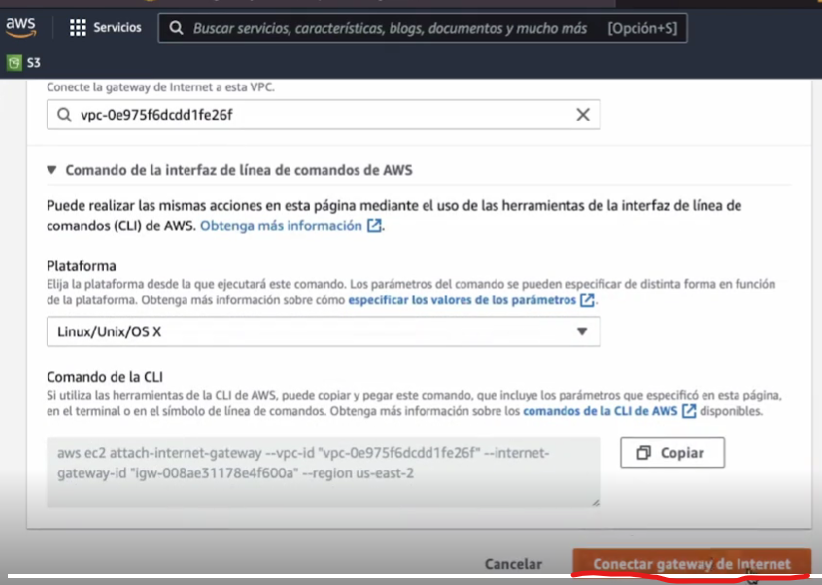 aws
Servicios
Buscar servicios, características, blogs, documentos y mucho más
[Opción+S]
S3
Conecte la gateway de Internet a esta VPC.
vpc-0e975f6dcdd1fe26f
Comando de la interfaz de línea de comandos de AWS
Puede realizar las mismas acciones en esta página mediante el uso de las herramientas de la interfaz de línea de
comandos (CLI) de AWS. Obtenga más información.
Plataforma
Elija la plataforma desde la que ejecutará este comando. Los parámetros del comando se pueden especificar de distinta forma en función
de la plataforma. Obtenga más información sobre cómo especificar los valores de los parámetros.
Linux/Unix/OS X
Comando de la CLI
Si utiliza las herramientas de la CLI de AWS, puede copiar y pegar este comando, que incluye los parámetros que especificó en esta página,
en el terminal o en el símbolo de línea de comandos. Obtenga más información sobre los comandos de la CLI de AWS disponibles.
aws ec2 attach-internet-gateway --vpc-id "vpc-0e975f6dcdd1fe26f" --internet-
gateway-id "igw-008ae31178e4f600a" --region us-east-2
Copiar
Cancelar
Conectar gateway de Internet